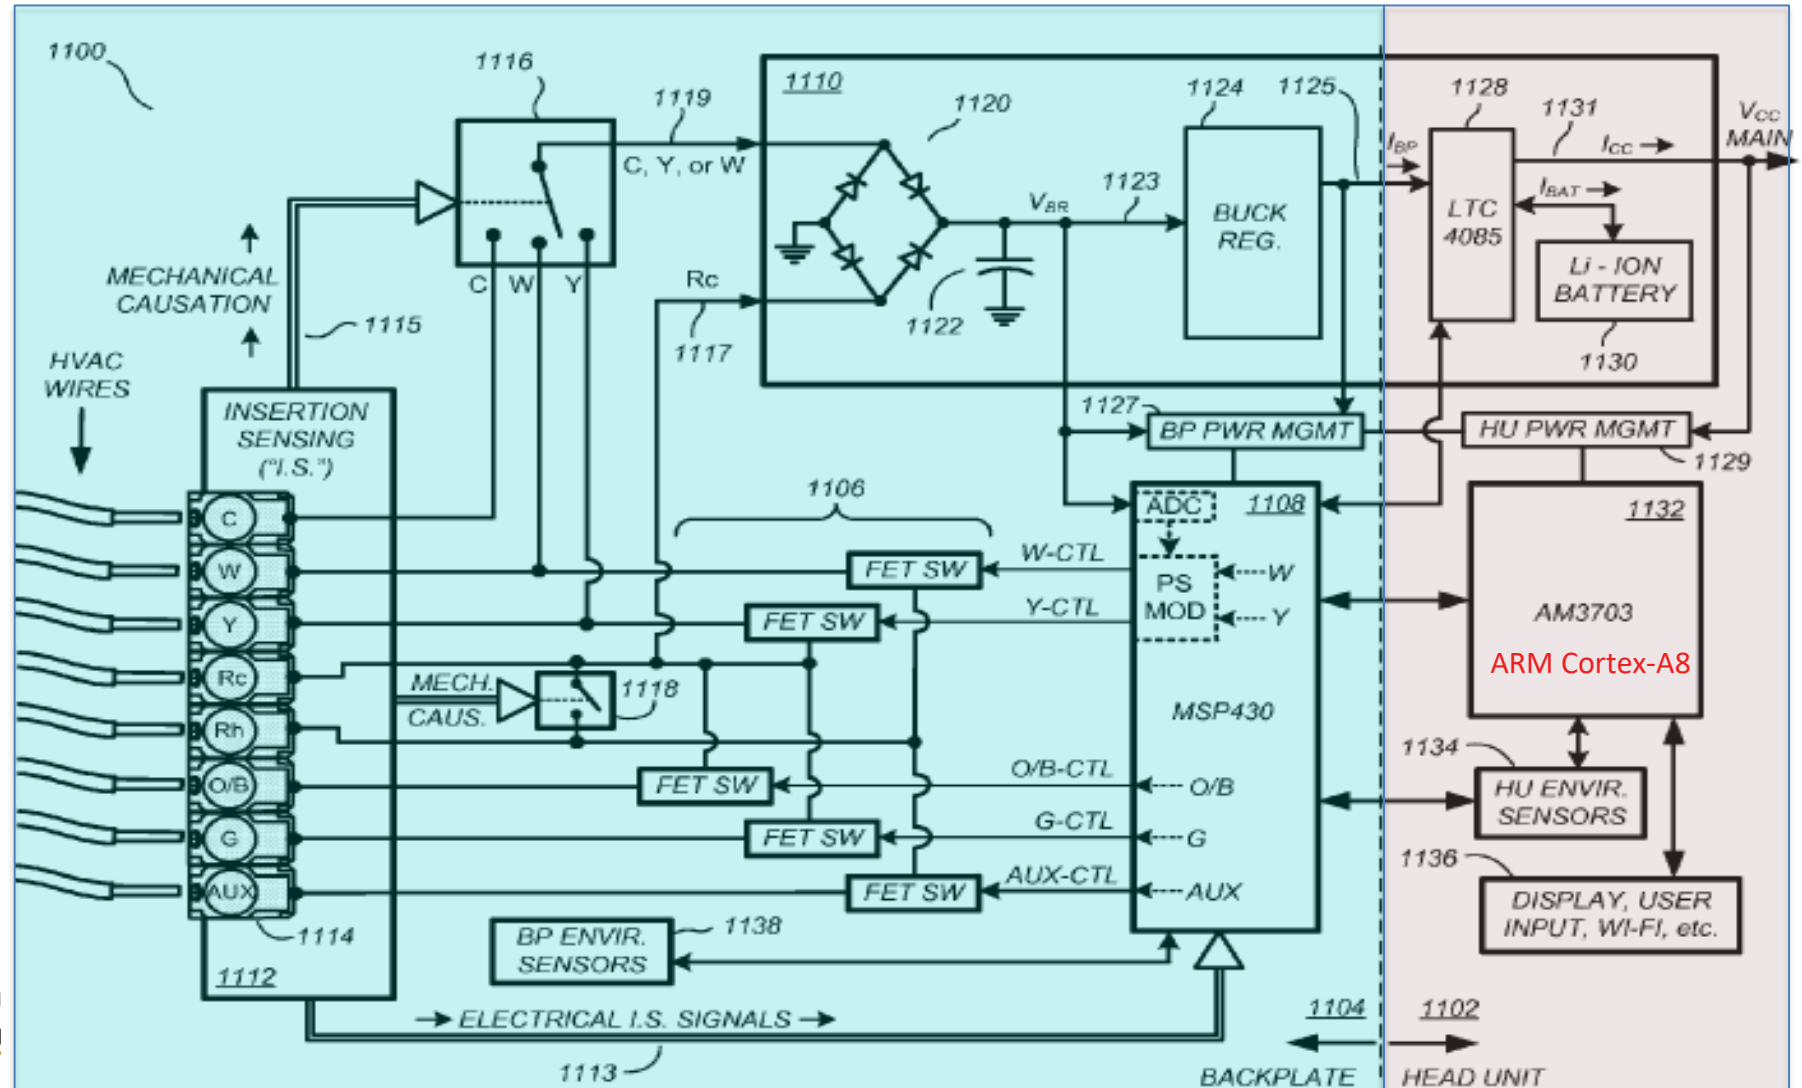 1100
1116
1119
C, Y, or W
1110
1120
1124
1125
1128
1131
VCC
MAIN
IBP
ICC
IBAT
VBR
1123
BUCK
REG.
LTC
4085
Li - ION
BATTERY
1130
MECHANICAL
CAUSATION
1115
C
W
Y
Rc
1117
1122
HVAC
WIRES
INSERTION
SENSING
("I.S.")
1127
BP PWR MGMT
HU PWR MGMT
1129
1106
ADC
1108
1132
C
W
Y
Rc
Rh
O/B
G
AUX
FET SW
W-CTL
PS
MOD
W
FET SW
Y-CTL
Y
AM3703
ARM Cortex-A8
MECH.
CAUS.
1118
MSP430
FET SW
O/B-CTL
O/B
FET SW
G-CTL
G
FET SW
AUX-CTL
AUX
1134
HU ENVIR.
SENSORS
1136
DISPLAY, USER
INPUT, WI-FI, etc.
1114
1112
BP ENVIR.
SENSORS
1138
ELECTRICAL I.S. SIGNALS
1113
1104
1102
BACKPLATE
HEAD UNIT